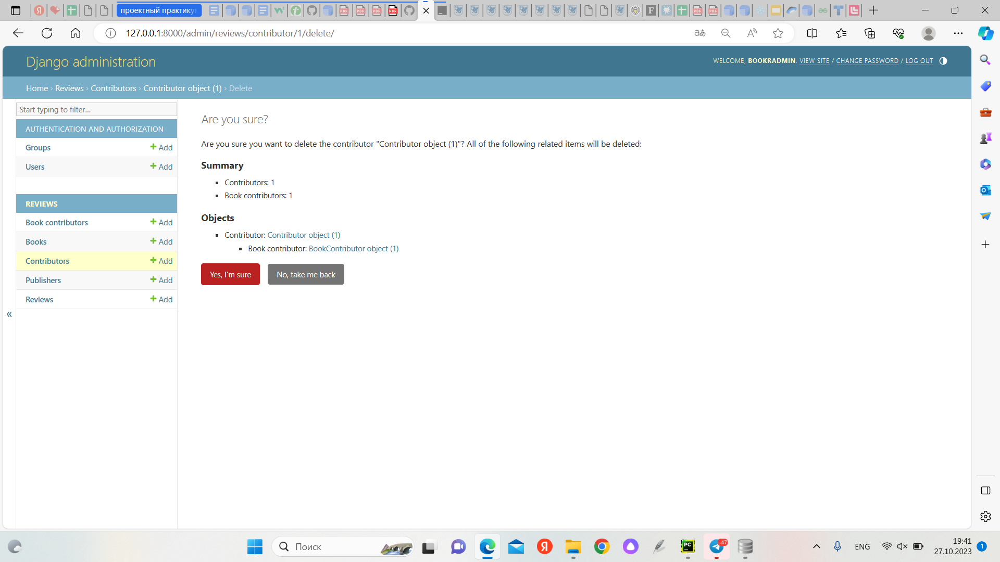 проектный практику
127.0.0.1:8000/admin/reviews/contributor/1/delete/
Django administration
WELCOME, BOOKRADMIN. VIEW SITE / CHANGE PASSWORD / LOG OUT
Home › Reviews › Contributors › Contributor object (1) › Delete
Start typing to filter...
AUTHENTICATION AND AUTHORIZATION
Groups + Add
Users + Add
REVIEWS
Book contributors + Add
Books + Add
Contributors + Add
Publishers + Add
Reviews + Add
«
Are you sure?
Are you sure you want to delete the contributor "Contributor object (1)"? All of the following related items will be deleted:
Summary
Contributors: 1
Book contributors: 1
Objects
Contributor: Contributor object (1)
Book contributor: BookContributor object (1)
Yes, I’m sure
No, take me back
Поиск
47
ENG
19:41
27.10.2023
1